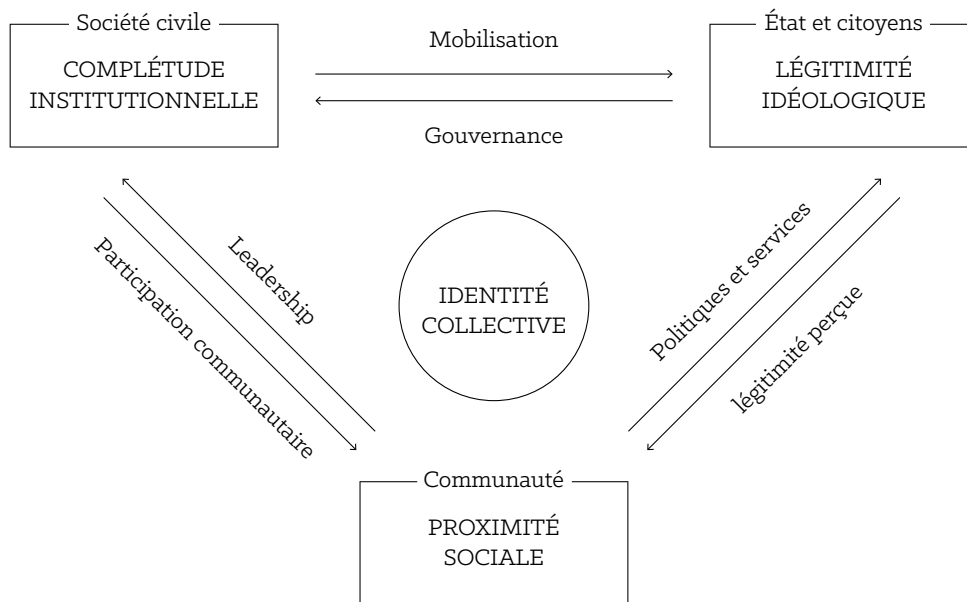 Société civile
COMPLÉTUDE
INSTITUTIONNELLE
Mobilisation
Gouvernance
État et citoyens
LÉGITIMITÉ
IDÉOLOGIQUE
Participation communautaire
Leadership
IDENTITÉ
COLLECTIVE
Politiques et services
légitimité perçue
Communauté
PROXIMITÉ
SOCIALE